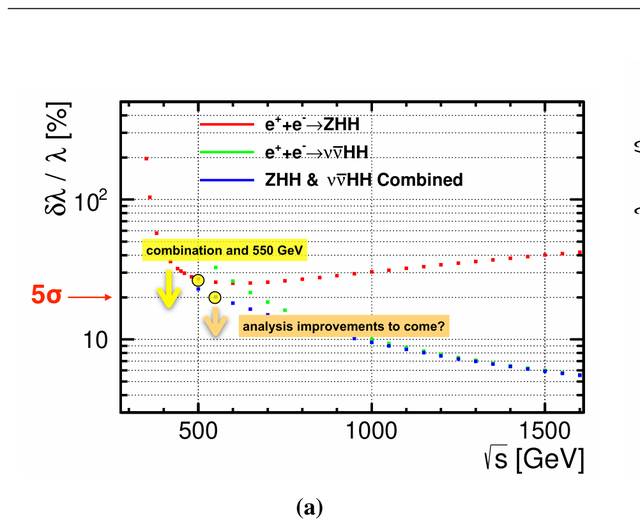 δλ / λ [%]
e⁺+e⁻→ZHH
e⁺+e⁻→νν̅HH
ZHH & νν̅HH Combined
10²
combination and 550 GeV
5σ
analysis improvements to come?
10
500 1000 1500
√s [GeV]
(a)